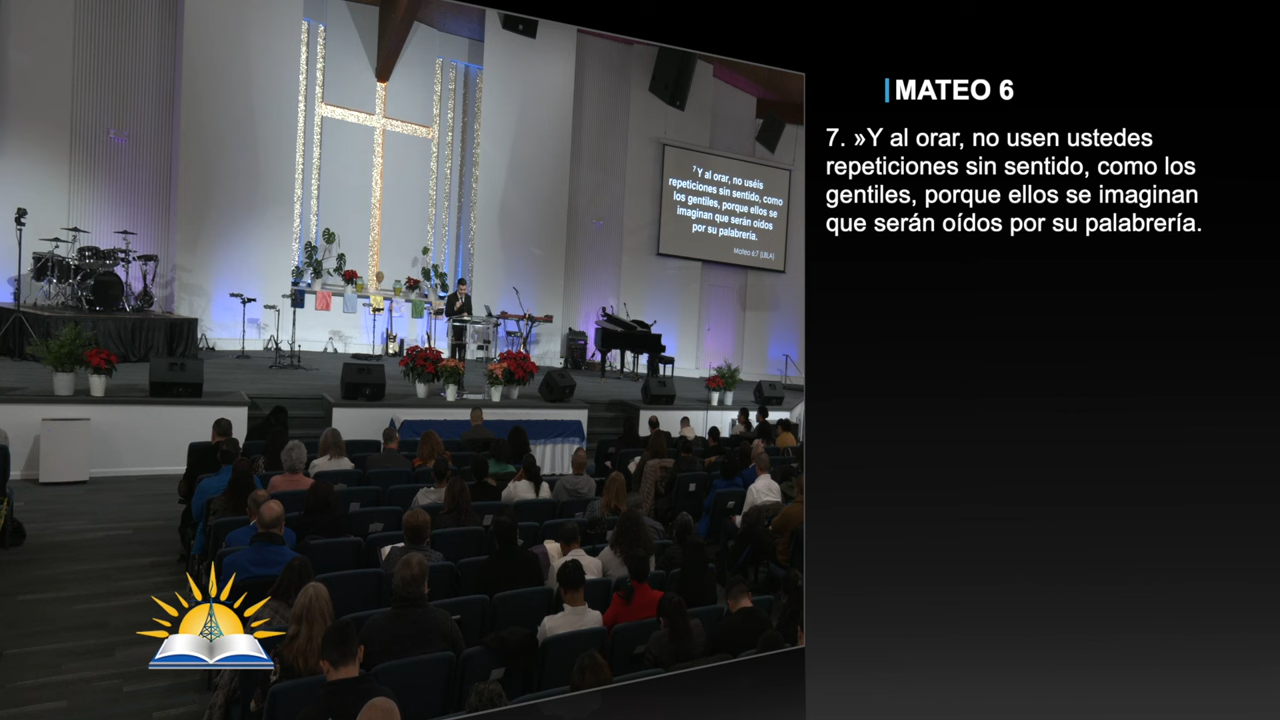 MATEO 6
7. »Y al orar, no usen ustedes
repeticiones sin sentido, como los
gentiles, porque ellos se imaginan
que serán oídos por su palabrería.
7 Y al orar, no uséis
repeticiones sin sentido, como
los gentiles, porque ellos se
imaginan que serán oídos
por su palabrería.
Mateo 6:7 (LBLA)